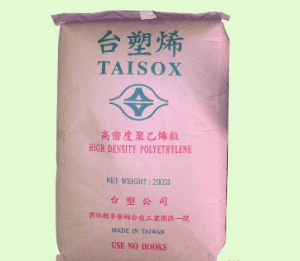 台塑烯
TAISOX
高密度聚乙烯粒
HIGH DENSITY POLYETHYLENE
NET WEIGHT : 25KGS
台塑公司
MADE IN TAIWAN
USE NO HOOKS